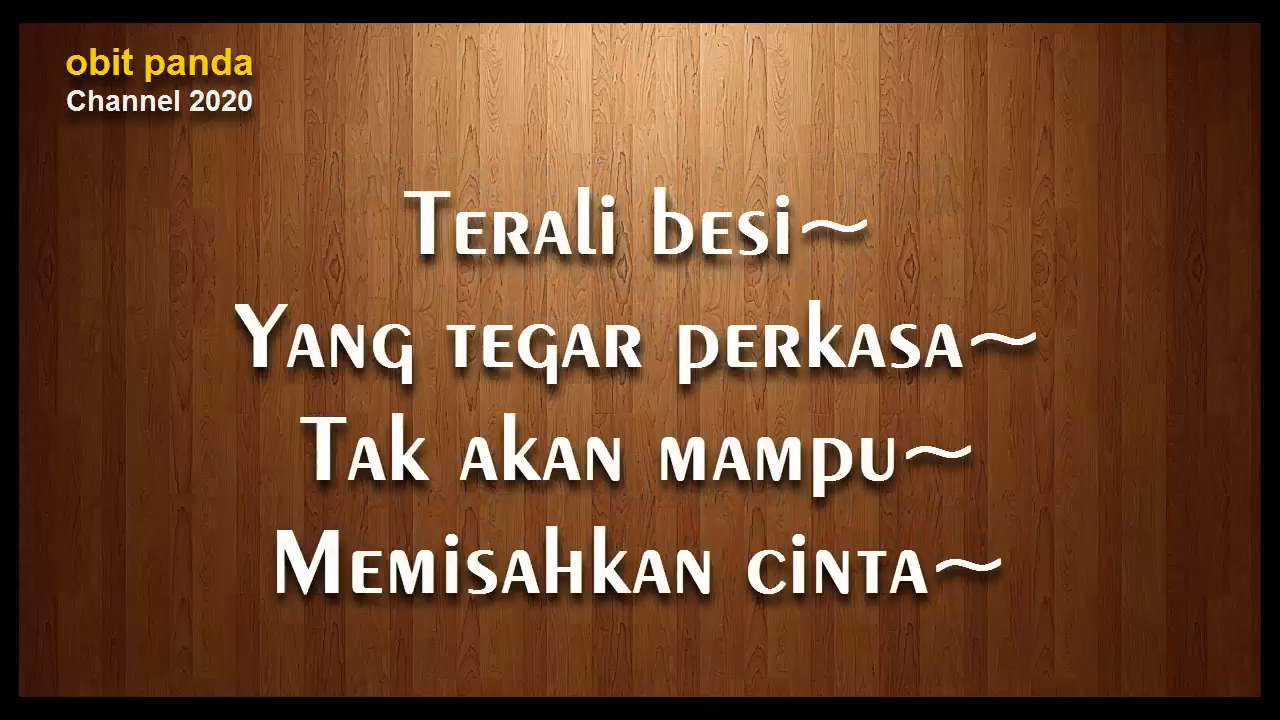 obit panda
Channel 2020
Terali besi~
Yang tegar perkasa~
Tak akan mampu~
Memisahkan cinta~